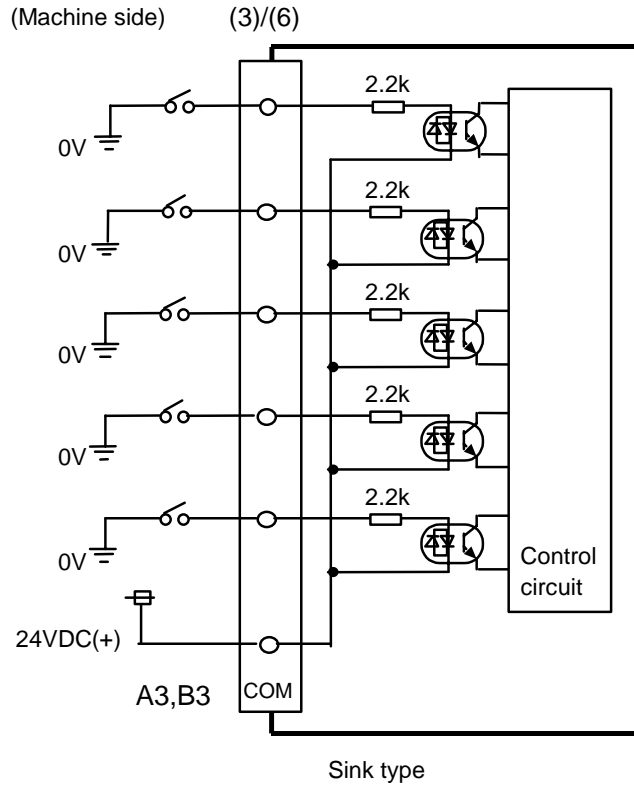 (Machine side)
(3)/(6)
2.2k
0V
2.2k
0V
2.2k
0V
2.2k
0V
2.2k
0V
Control
circuit
24VDC(+)
A3,B3
COM
Sink type